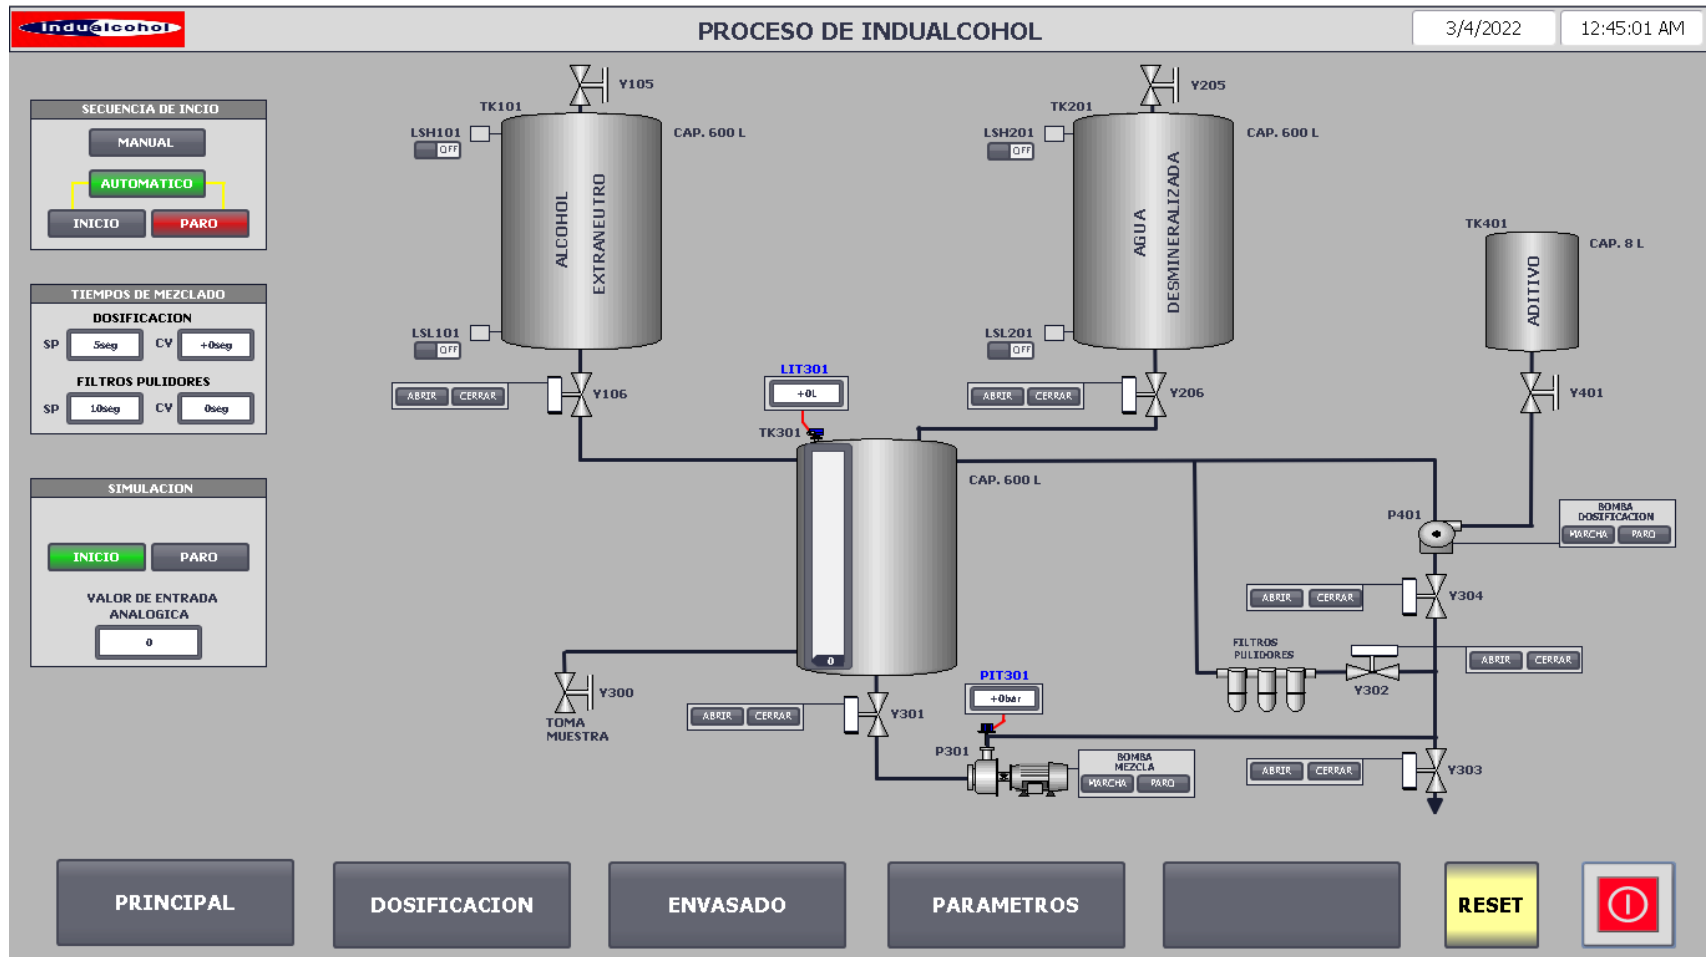 Indualcohol
PROCESO DE INDUALCOHOL
3/4/2022
12:45:01 AM
SECUENCIA DE INCIO
MANUAL
AUTOMATICO
INICIO
PARO
TIEMPOS DE MEZCLADO
DOSIFICACION
SP
5seg
CV
+0seg
FILTROS PULIDORES
SP
10seg
CV
0seg
SIMULACION
INICIO
PARO
VALOR DE ENTRADA
ANALOGICA
0
Y105
TK101
LSH101
OFF
CAP. 600 L
ALCOHOL
EXTRANEUTRO
LSL101
OFF
ABRIR
CERRAR
Y106
Y205
TK201
LSH201
OFF
CAP. 600 L
AGUA
DESMINERALIZADA
LSL201
OFF
ABRIR
CERRAR
Y206
TK401
CAP. 8 L
ADITIVO
Y401
LIT301
+0L
TK301
CAP. 600 L
0
P401
BOMBA
DOSIFICACION
MARCHA
PARO
ABRIR
CERRAR
Y304
FILTROS
PULIDORES
Y302
ABRIR
CERRAR
Y300
TOMA
MUESTRA
ABRIR
CERRAR
Y301
PIT301
+0bar
P301
BOMBA
MEZCLA
MARCHA
PARO
ABRIR
CERRAR
Y303
PRINCIPAL
DOSIFICACION
ENVASADO
PARAMETROS
RESET